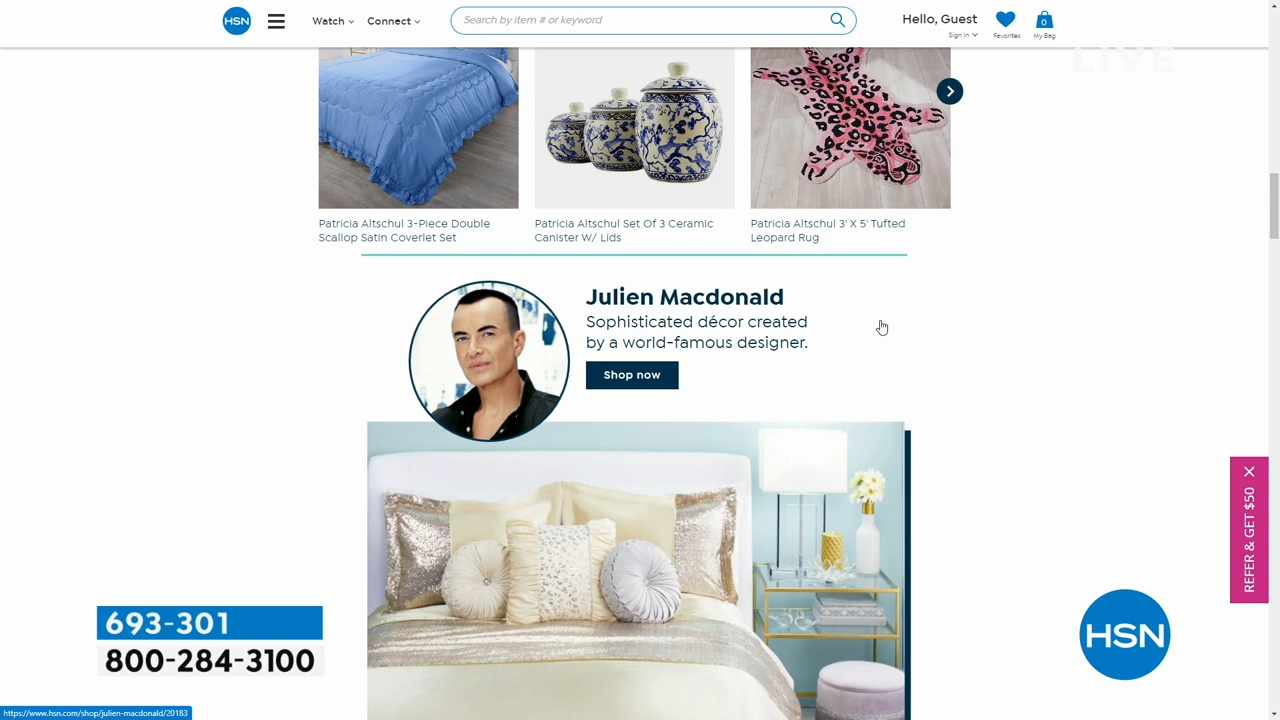 HSN
Watch
Connect
Search by item # or keyword
Hello, Guest
Sign In
Favorites
0
My Bag
LIVE
Patricia Altschul 3-Piece Double
Scallop Satin Coverlet Set
Patricia Altschul Set Of 3 Ceramic
Canister W/ Lids
Patricia Altschul 3' X 5' Tufted
Leopard Rug
Julien Macdonald
Sophisticated décor created
by a world-famous designer.
Shop now
REFER & GET $50
693-301
800-284-3100
HSN
https://www.hsn.com/shop/julien-macdonald/20183